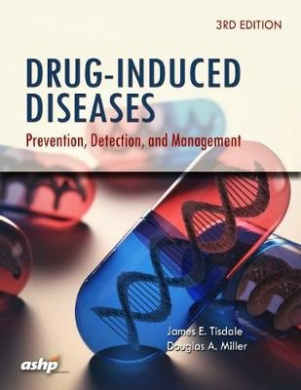 3RD EDITION
DRUG-INDUCED
DISEASES
Prevention, Detection, and Management
James E. Tisdale
Douglas A. Miller
ashp